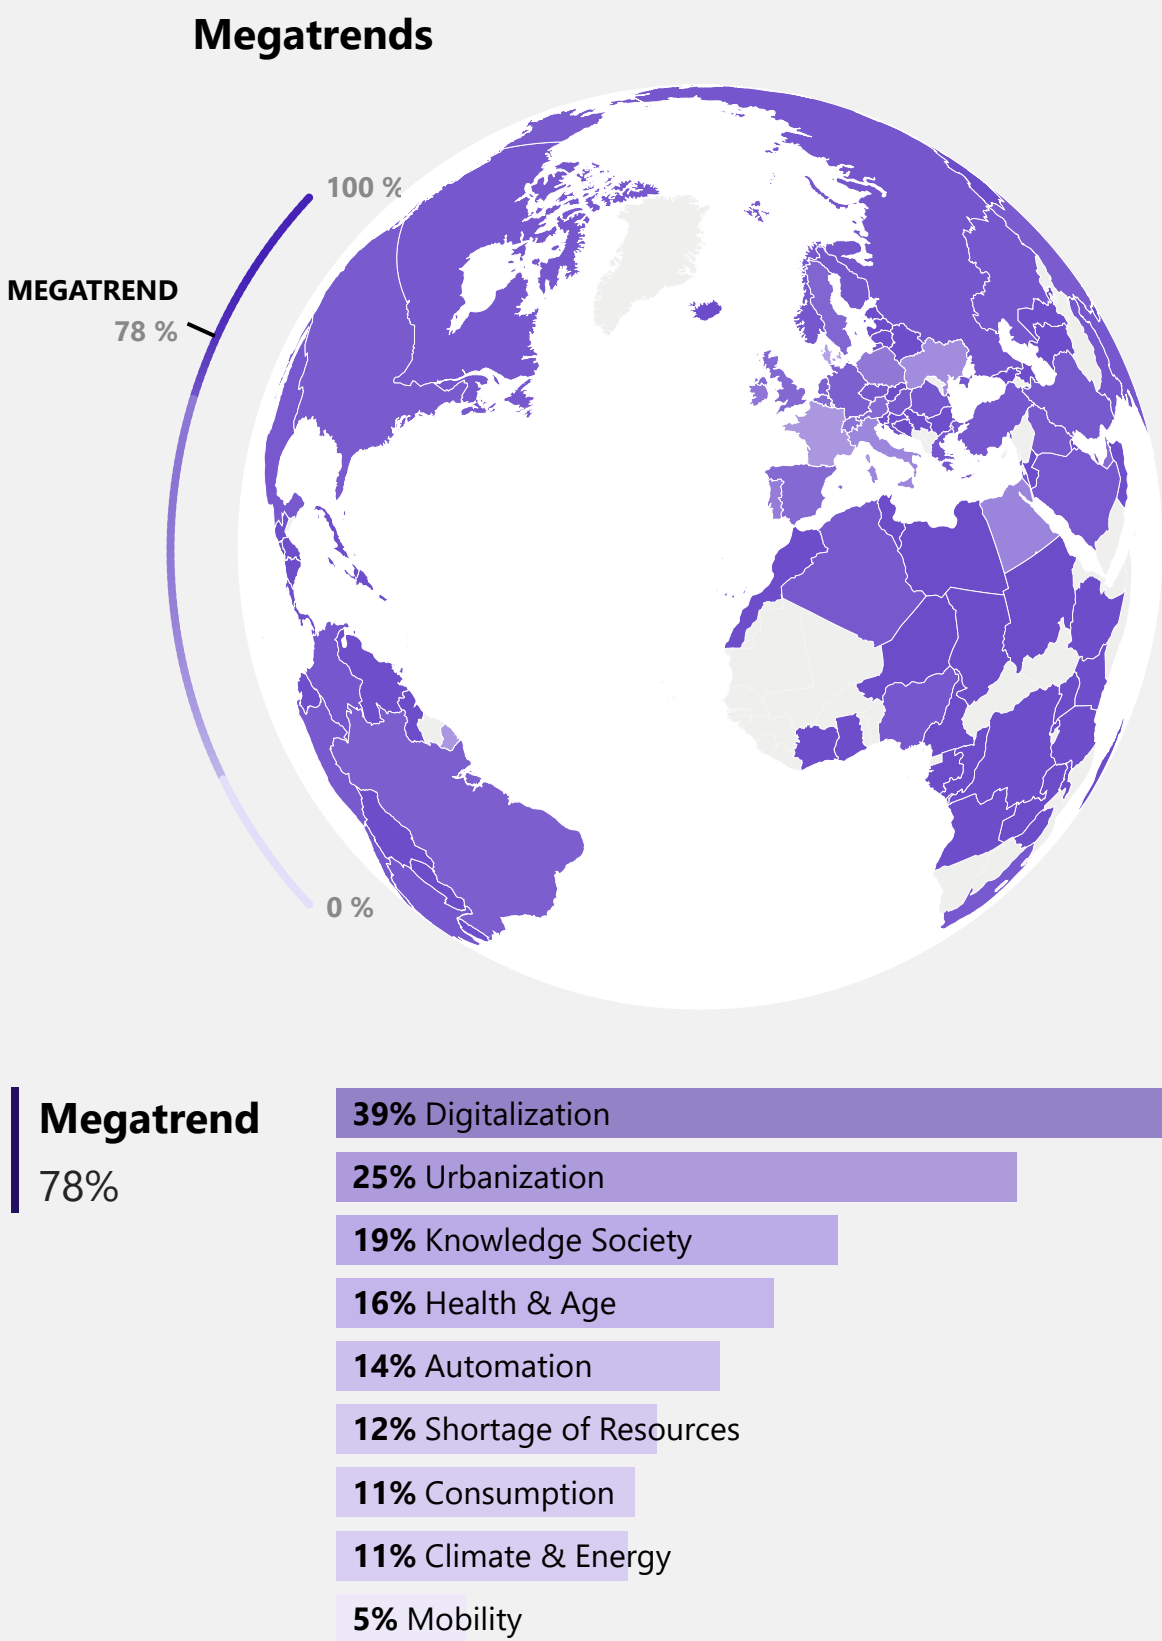 Megatrends
100 %
MEGATREND
78 %
0 %
Megatrend
78%
39% Digitalization
25% Urbanization
19% Knowledge Society
16% Health & Age
14% Automation
12% Shortage of Resources
11% Consumption
11% Climate & Energy
5% Mobility